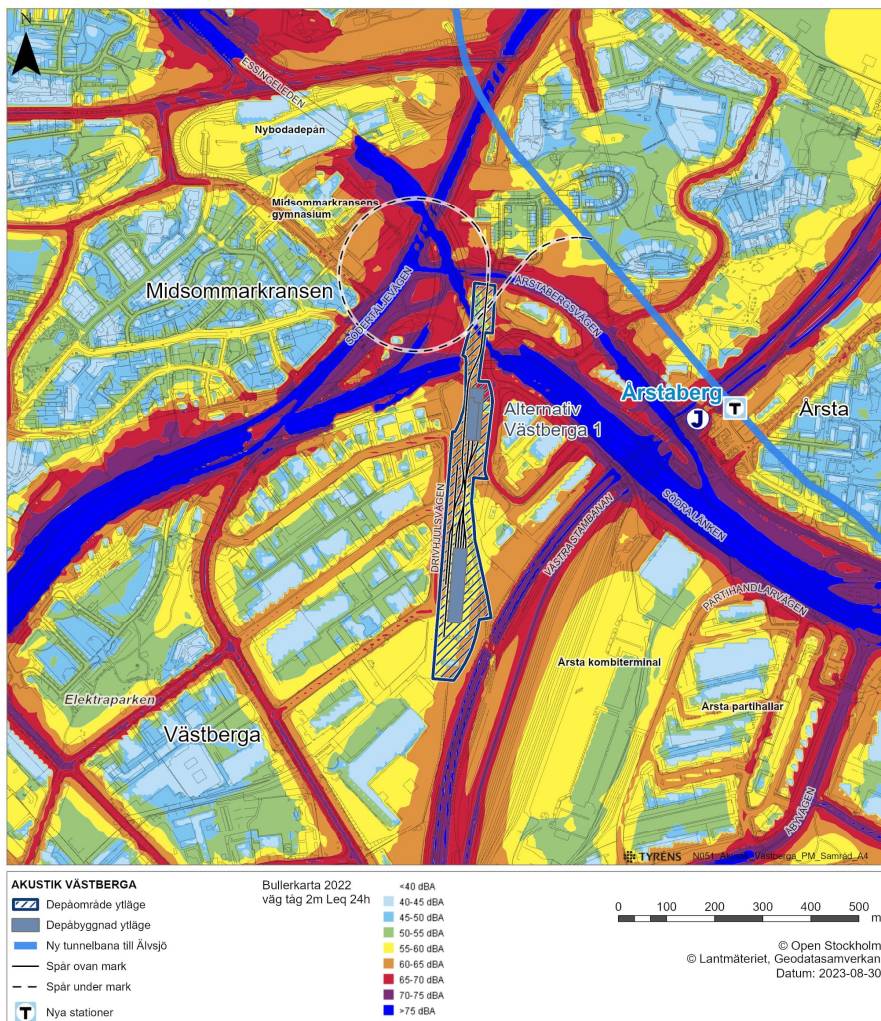 N
ESSINGELEDEN
Nybodadepån
Midsommarkransens
gymnasium
Midsommarkransen
SÖDERTÄLJEVÄGEN
ÅRSTABERGSVÄGEN
Årstaberg
J
T
Årsta
Alternativ
Västberga 1
DRIVHJULSVÄGEN
VÄSTRA STAMBANAN
SÖDRA LÄNKEN
PARTIHANDLARVÄGEN
Årsta kombiterminal
Elektraparken
Årsta partihallar
Västberga
ÅBYVÄGEN
TYRÉNS
AKUSTIK VÄSTBERGA
Depåområde ytläge
Depåbyggnad ytläge
Ny tunnelbana till Älvsjö
Spår ovan mark
Spår under mark
T Nya stationer
Bullerkarta 2022
väg tåg 2m Leq 24h
<40 dBA
40-45 dBA
45-50 dBA
50-55 dBA
55-60 dBA
60-65 dBA
65-70 dBA
70-75 dBA
>75 dBA
0 100 200 300 400 500
m
© Open Stockholm
© Lantmäteriet, Geodatasamverkan
Datum: 2023-08-30